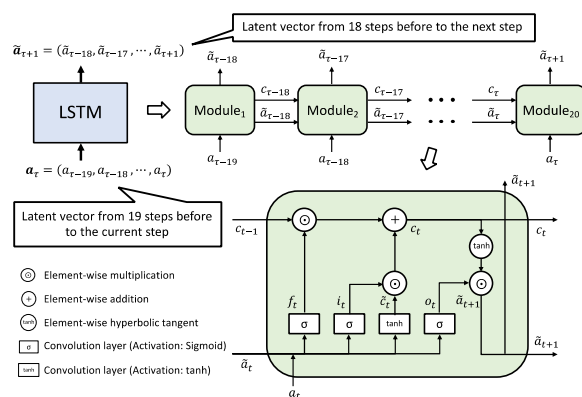 Latent vector from 18 steps before to the next step
ã_{τ+1} = (ã_{τ−18}, ã_{τ−17}, ⋯, ã_{τ+1})
LSTM
a_τ = (a_{τ−19}, a_{τ−18}, ⋯, a_τ)
Latent vector from 19 steps before
to the current step
ã_{τ−18} ã_{τ−17} ã_{τ+1}
c_{τ−18} c_{τ−17} c_τ
Module₁ Module₂ • • • Module₂₀
ã_{τ−18} ã_{τ−17} ã_τ
a_{τ−19} a_{τ−18} a_τ
ã_{t+1}
c_{t−1} c_t c_t
tanh
f_t i_t c̃_t o_t ã_{t+1}
σ σ tanh σ
ã_t ã_{t+1}
a_t
⊙ Element-wise multiplication
+ Element-wise addition
tanh Element-wise hyperbolic tangent
σ Convolution layer (Activation: Sigmoid)
tanh Convolution layer (Activation: tanh)